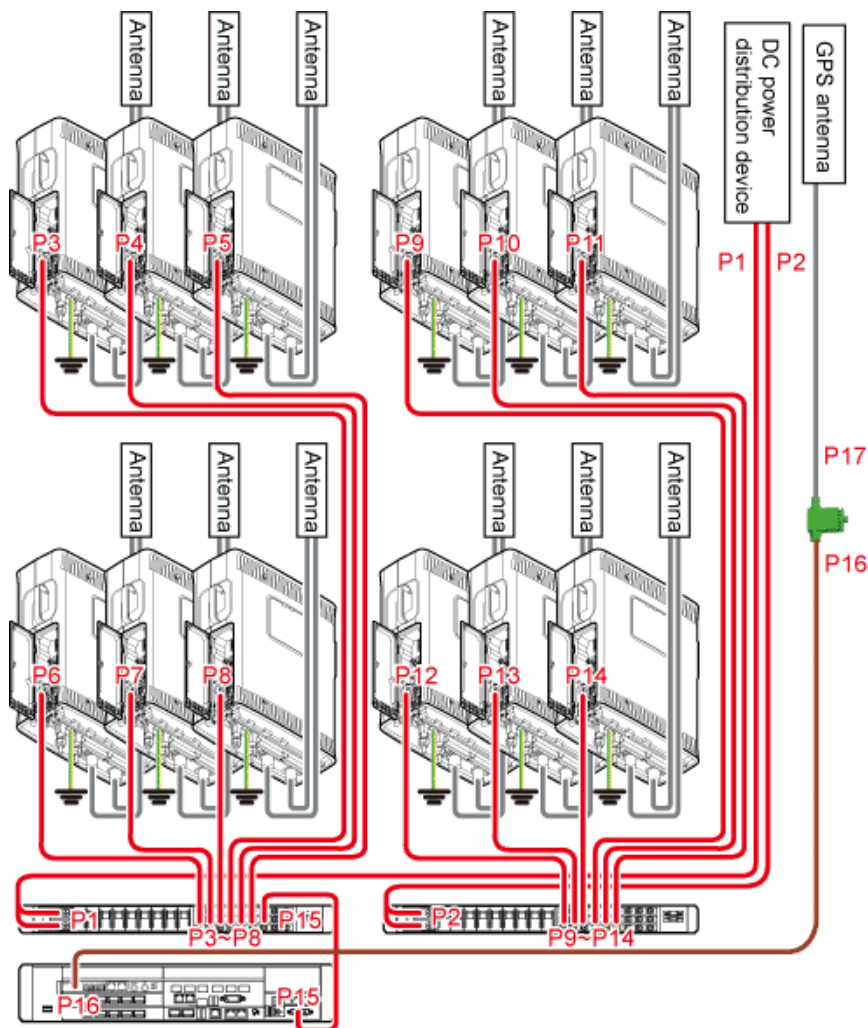 Antenna
Antenna
Antenna
Antenna
Antenna
Antenna
DC power
distribution device
GPS antenna
P3
P4
P5
P9
P10
P11
P1
P2
P17
P16
Antenna
Antenna
Antenna
Antenna
Antenna
Antenna
P6
P7
P8
P12
P13
P14
P1
P15
P2
P3~P8
P9~P14
P16
P15